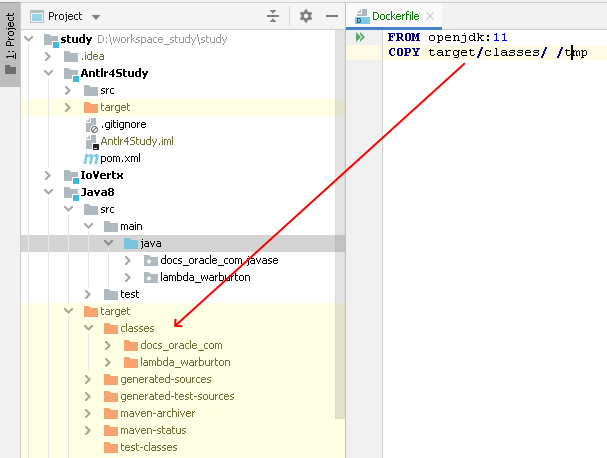 1: Project
Project
study D:\workspace_study\study
.idea
Antlr4Study
src
target
.gitignore
Antlr4Study.iml
pom.xml
IoVertx
Java8
src
main
java
docs_oracle_com.javase
lambda_warburton
test
target
classes
docs_oracle_com
lambda_warburton
generated-sources
generated-test-sources
maven-archiver
maven-status
test-classes
Dockerfile
FROM openjdk:11
COPY target/classes/ /tmp